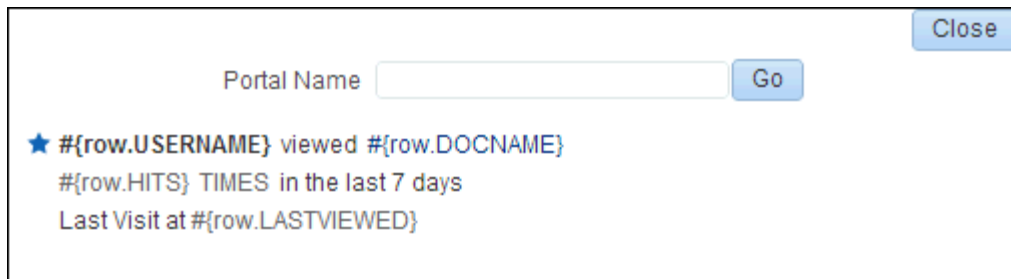 Close
Portal Name Go
#{row.USERNAME} viewed #{row.DOCNAME}
#{row.HITS} TIMES in the last 7 days
Last Visit at #{row.LASTVIEWED}